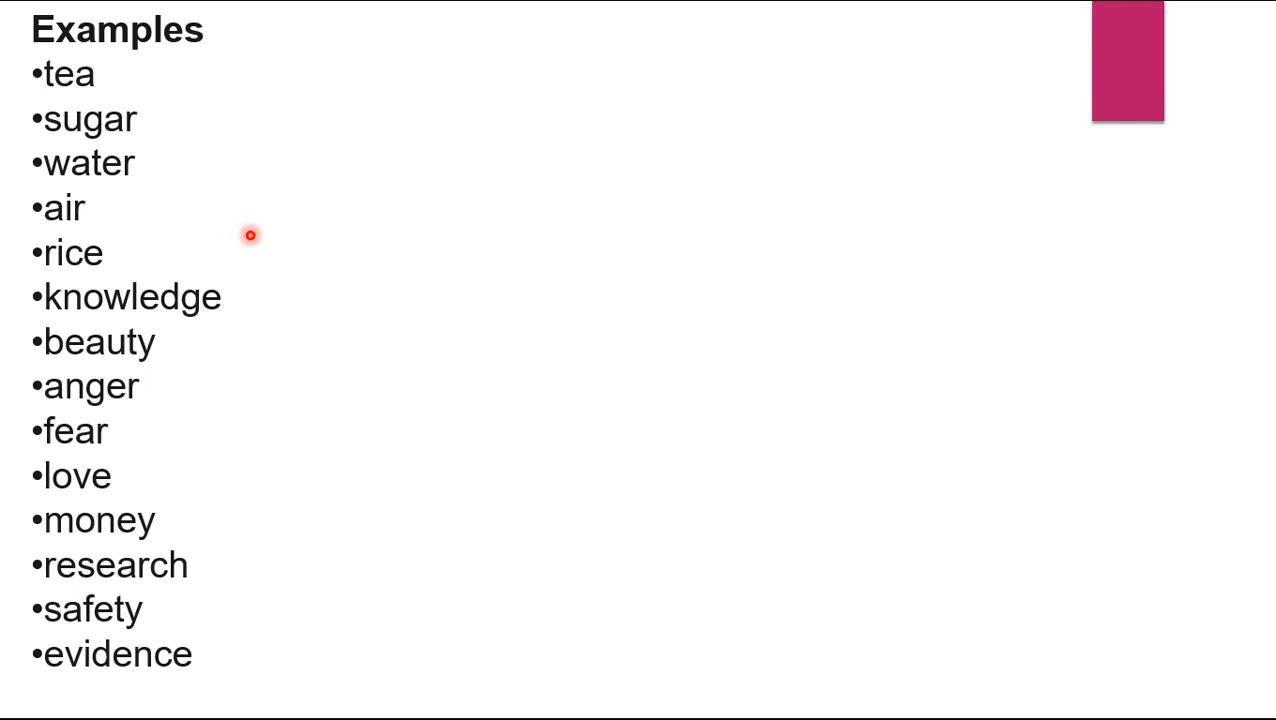 Examples
•tea
•sugar
•water
•air
•rice
•knowledge
•beauty
•anger
•fear
•love
•money
•research
•safety
•evidence